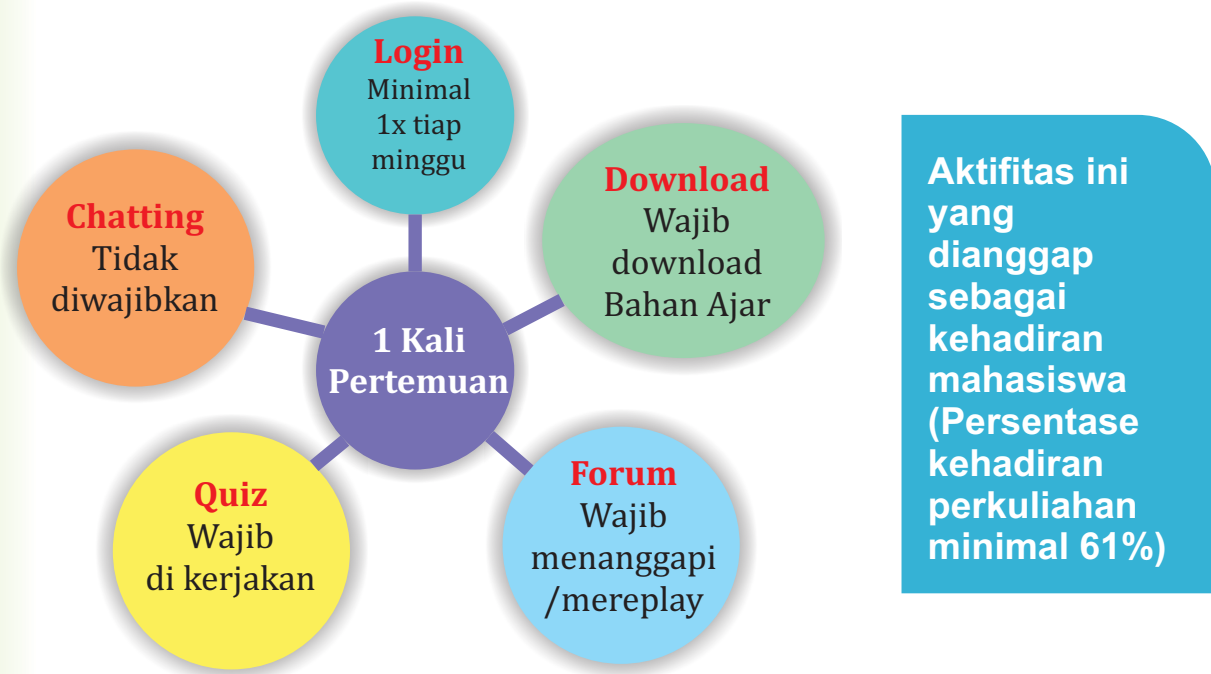 Login
Minimal
1x tiap
minggu
Download
Wajib
download
Bahan Ajar
Chatting
Tidak
diwajibkan
1 Kali
Pertemuan
Quiz
Wajib
di kerjakan
Forum
Wajib
menanggapi
/mereplay
Aktifitas ini
yang
dianggap
sebagai
kehadiran
mahasiswa
(Persentase
kehadiran
perkuliahan
minimal 61%)